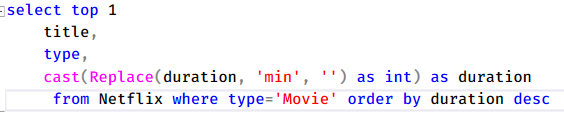 select top 1
title,
type,
cast(Replace(duration, 'min', '') as int) as duration
from Netflix where type='Movie' order by duration desc